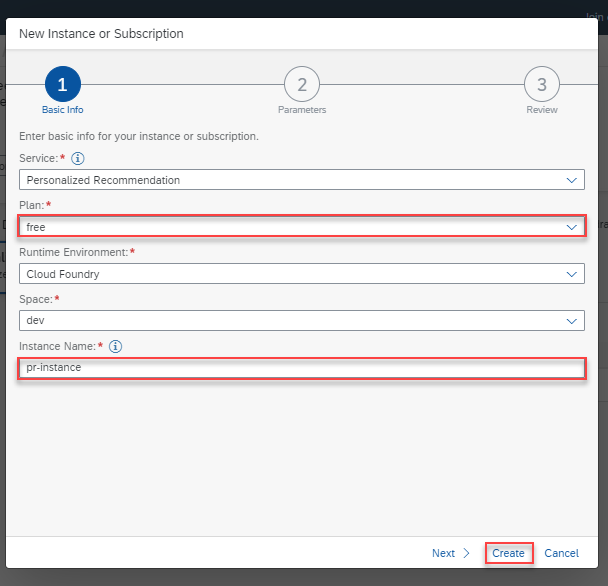 New Instance or Subscription
1
2
3
Basic Info
Parameters
Review
Enter basic info for your instance or subscription.
Service:*
Personalized Recommendation
Plan:*
free
Runtime Environment:*
Cloud Foundry
Space:*
dev
Instance Name:*
pr-instance
Next
Create
Cancel